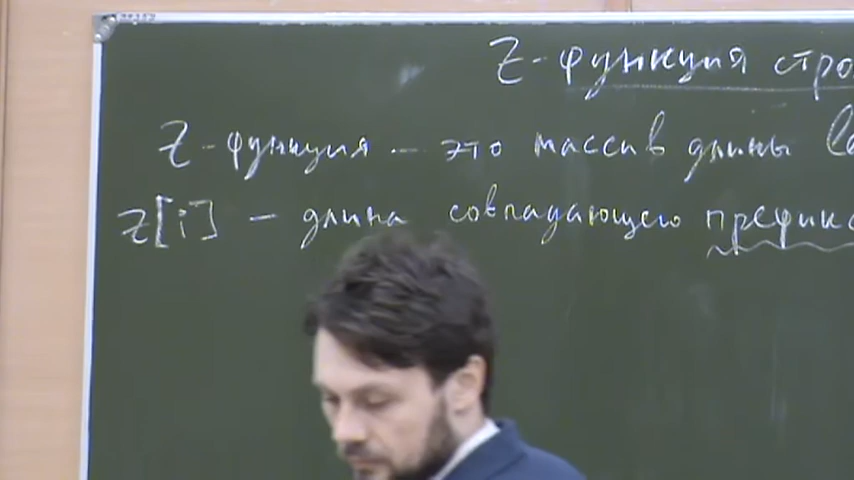 Z-функция стро
Z-функция — это массив длины
Z[i] — длина совпадающего префикс